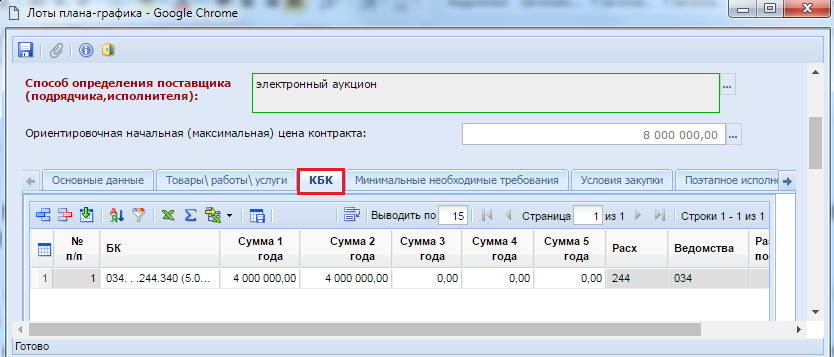 Лоты плана-графика - Google Chrome
Способ определения поставщика
(подрядчика,исполнителя):
электронный аукцион
...
Ориентировочная начальная (максимальная) цена контракта:
8 000 000,00
...
Основные данные
Товары\ работы\ услуги
КБК
Минимальные необходимые требования
Условия закупки
Поэтапное исполн
Выводить по 15
Страница 1 из 1
Строки 1 - 1 из 1
№
п/п
БК
Сумма 1
года
Сумма 2
года
Сумма 3
года
Сумма 4
года
Сумма 5
года
Расх
Ведомства
Ра
по
1 1 034. . .244.340 (5.0... 4 000 000,00 4 000 000,00 0,00 0,00 0,00 244 034
Готово